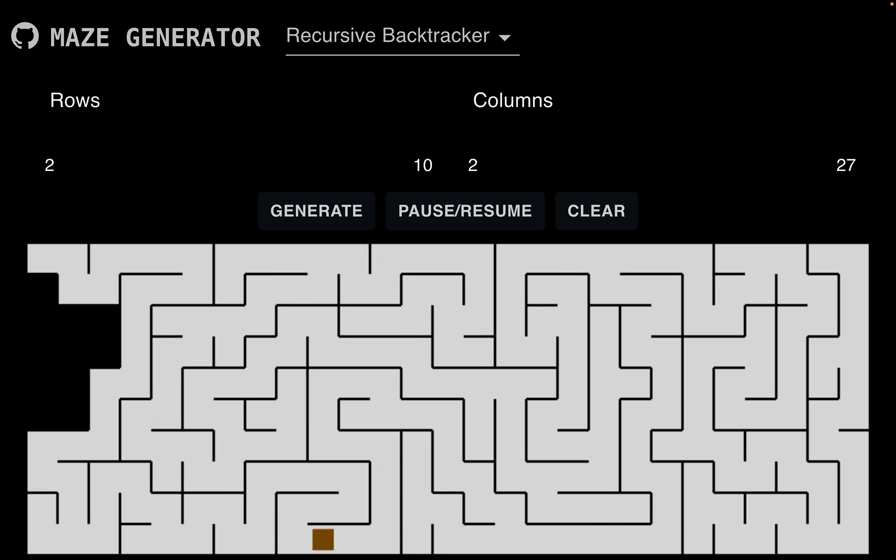 MAZE GENERATOR Recursive Backtracker
Rows Columns
2 10 2 27
GENERATE PAUSE/RESUME CLEAR